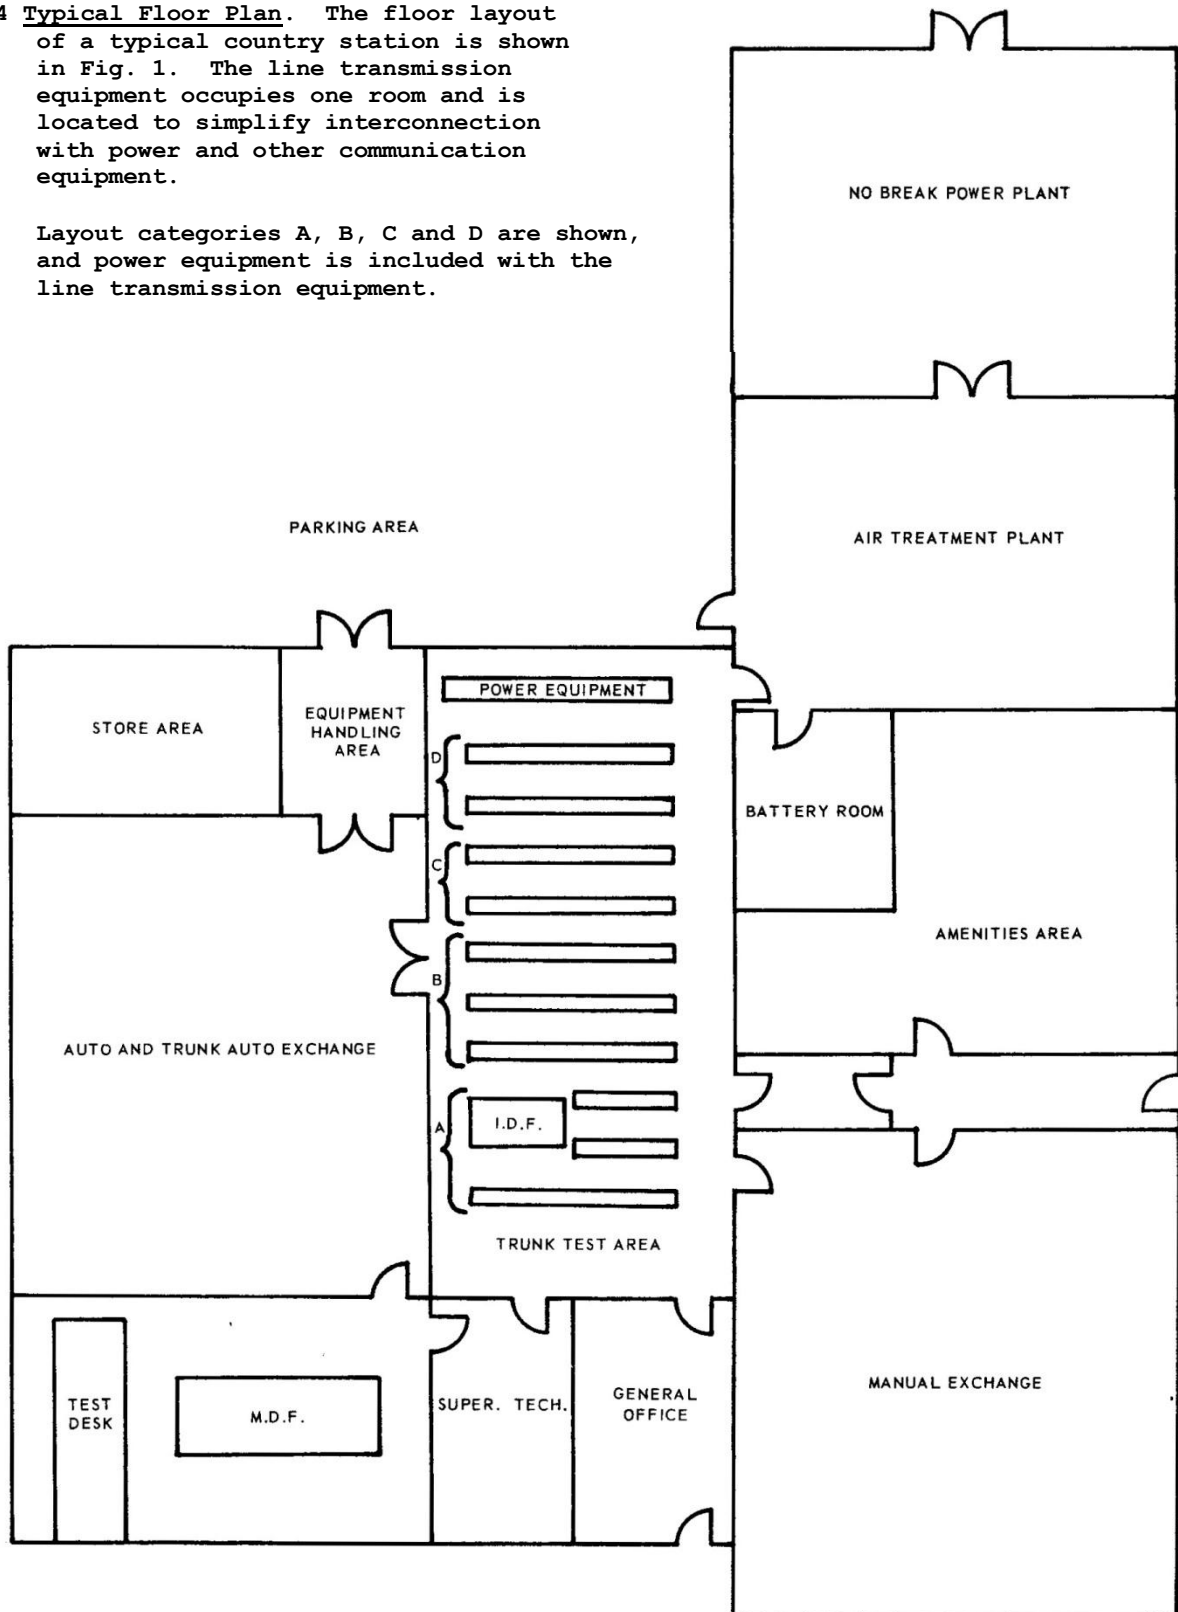 4 Typical Floor Plan. The floor layout
of a typical country station is shown
in Fig. 1. The line transmission
equipment occupies one room and is
located to simplify interconnection
with power and other communication
equipment.
Layout categories A, B, C and D are shown,
and power equipment is included with the
line transmission equipment.
NO BREAK POWER PLANT
PARKING AREA
AIR TREATMENT PLANT
POWER EQUIPMENT
STORE AREA
EQUIPMENT
HANDLING
AREA
D
BATTERY ROOM
C
AMENITIES AREA
B
AUTO AND TRUNK AUTO EXCHANGE
A
I.D.F.
TRUNK TEST AREA
TEST
DESK
M.D.F.
SUPER. TECH.
GENERAL
OFFICE
MANUAL EXCHANGE